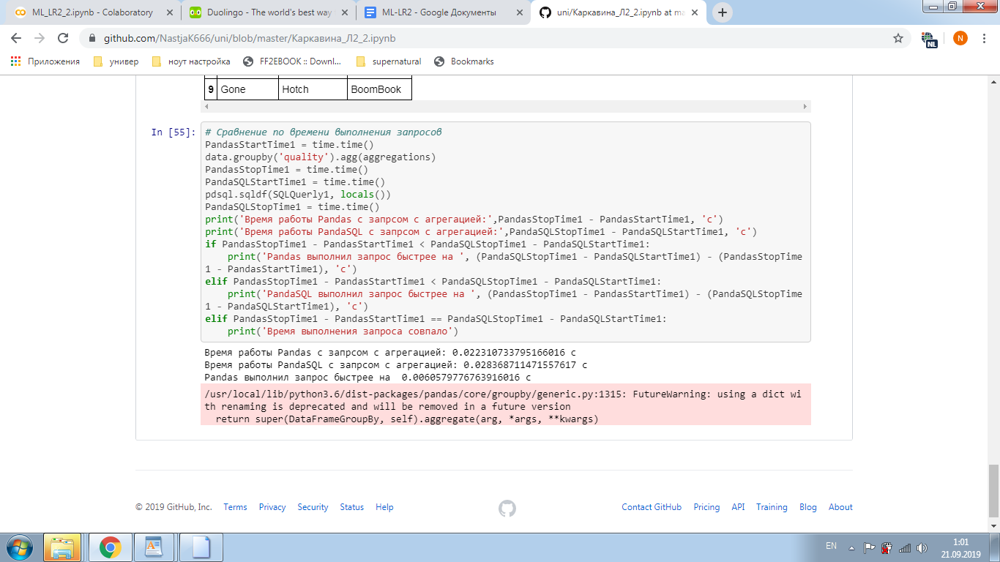 ML_LR2_2.ipynb - Colaboratory
Duolingo - The world's best way
ML-LR2 - Google Документы
uni/Каркавина_Л2_2.ipynb at ma
github.com/NastjaK666/uni/blob/master/Каркавина_Л2_2.ipynb
NL
N
Приложения
универ
ноут настройка
FF2EBOOK :: Downl...
supernatural
Bookmarks
9 Gone Hotch BoomBook
In [55]:
# Сравнение по времени выполнения запросов
PandasStartTime1 = time.time()
data.groupby('quality').agg(aggregations)
PandasStopTime1 = time.time()
PandaSQLStartTime1 = time.time()
pdsql.sqldf(SQLQuerly1, locals())
PandaSQLStopTime1 = time.time()
print('Время работы Pandas с запрсом с агрегацией:',PandasStopTime1 - PandasStartTime1, 'с')
print('Время работы PandaSQL с запрсом с агрегацией:',PandaSQLStopTime1 - PandaSQLStartTime1, 'с')
if PandasStopTime1 - PandasStartTime1 < PandaSQLStopTime1 - PandaSQLStartTime1:
    print('Pandas выполнил запрос быстрее на ', (PandaSQLStopTime1 - PandaSQLStartTime1) - (PandasStopTime
1 - PandasStartTime1), 'с')
elif PandasStopTime1 - PandasStartTime1 < PandaSQLStopTime1 - PandaSQLStartTime1:
    print('PandaSQL выполнил запрос быстрее на ', (PandasStopTime1 - PandasStartTime1) - (PandaSQLStopTime
1 - PandaSQLStartTime1), 'с')
elif PandasStopTime1 - PandasStartTime1 == PandaSQLStopTime1 - PandaSQLStartTime1:
    print('Время выполнения запроса совпало')
Время работы Pandas с запрсом с агрегацией: 0.022310733795166016 с
Время работы PandaSQL с запрсом с агрегацией: 0.028368711471557617 с
Pandas выполнил запрос быстрее на  0.0060579776763916016 с
/usr/local/lib/python3.6/dist-packages/pandas/core/groupby/generic.py:1315: FutureWarning: using a dict wi
th renaming is deprecated and will be removed in a future version
  return super(DataFrameGroupBy, self).aggregate(arg, *args, **kwargs)
© 2019 GitHub, Inc. Terms Privacy Security Status Help
Contact GitHub Pricing API Training Blog About
EN
1:01
21.09.2019